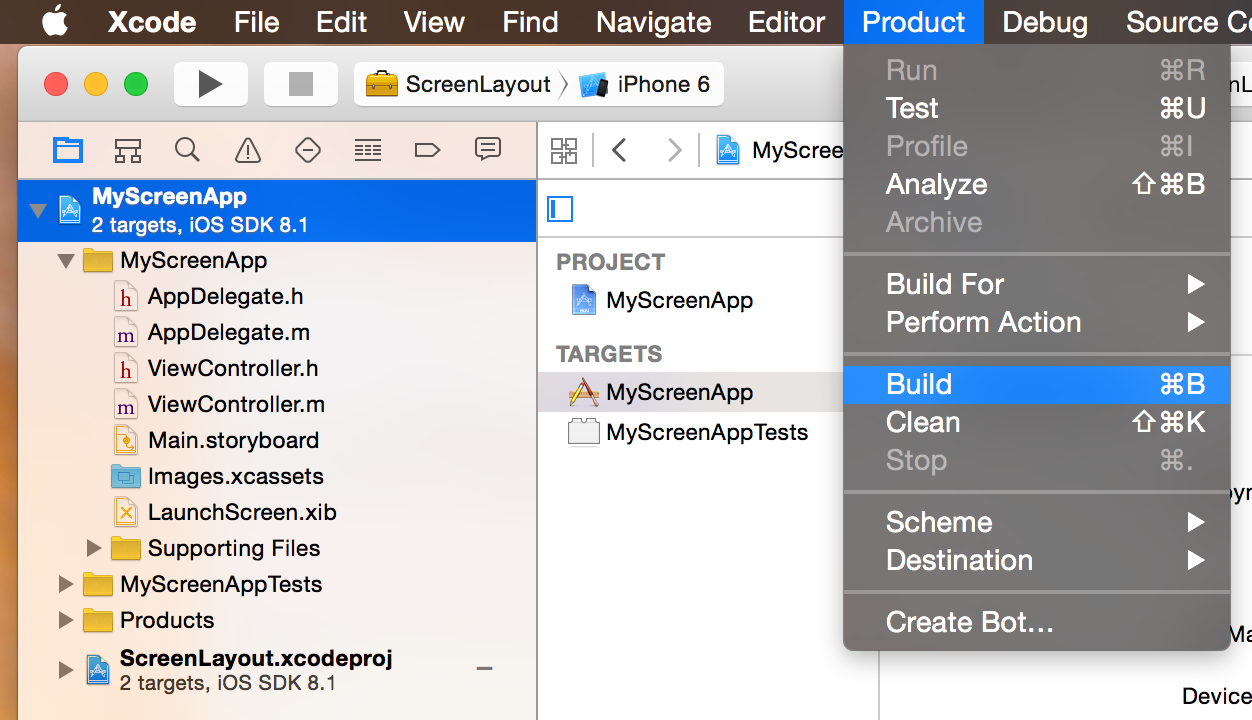 Xcode File Edit View Find Navigate Editor Product Debug Source
ScreenLayout iPhone 6
MyScreenApp
2 targets, iOS SDK 8.1
MyScreenApp
h AppDelegate.h
m AppDelegate.m
h ViewController.h
m ViewController.m
Main.storyboard
Images.xcassets
LaunchScreen.xib
Supporting Files
MyScreenAppTests
Products
ScreenLayout.xcodeproj
2 targets, iOS SDK 8.1
MyScree
PROJECT
MyScreenApp
TARGETS
MyScreenApp
MyScreenAppTests
Run ⌘R
Test ⌘U
Profile ⌘I
Analyze ⇧⌘B
Archive
Build For
Perform Action
Build ⌘B
Clean ⇧⌘K
Stop ⌘.
Scheme
Destination
Create Bot...
Device